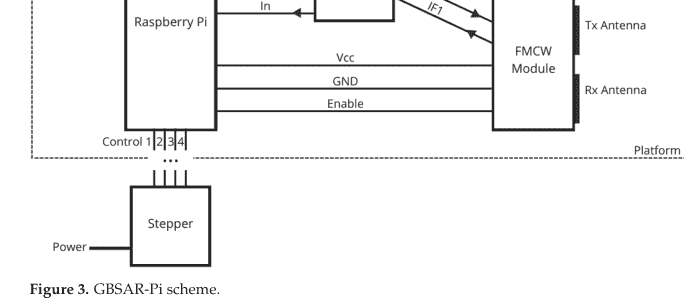 In
IF1
Raspberry Pi
Tx Antenna
FMCW
Module
Vcc
GND
Rx Antenna
Enable
Control 1 2 3 4
...
Platform
Stepper
Power
Figure 3. GBSAR-Pi scheme.